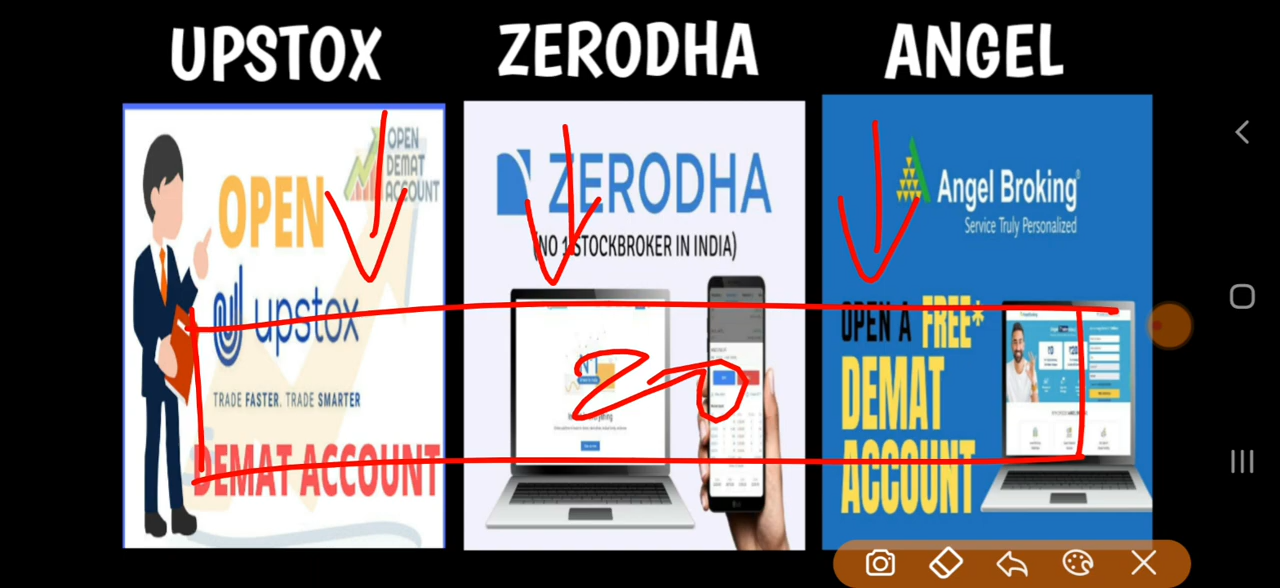 UPSTOX
ZERODHA
ANGEL
OPEN
DEMAT
ACCOUNT
OPEN
upstox
TRADE FASTER. TRADE SMARTER
DEMAT ACCOUNT
ZERODHA
(NO 1 STOCKBROKER IN INDIA)
Angel Broking
Service Truly Personalized
OPEN A FREE*
DEMAT
ACCOUNT